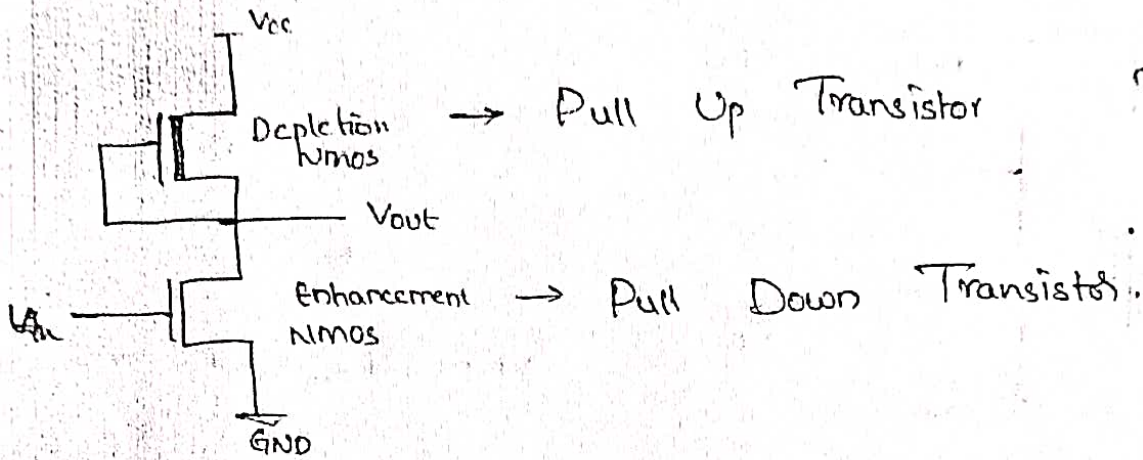 Vcc
Depletion → Pull Up Transistor
NMOS
Vout
Enhancement → Pull Down Transistor.
NMOS
Vin
GND